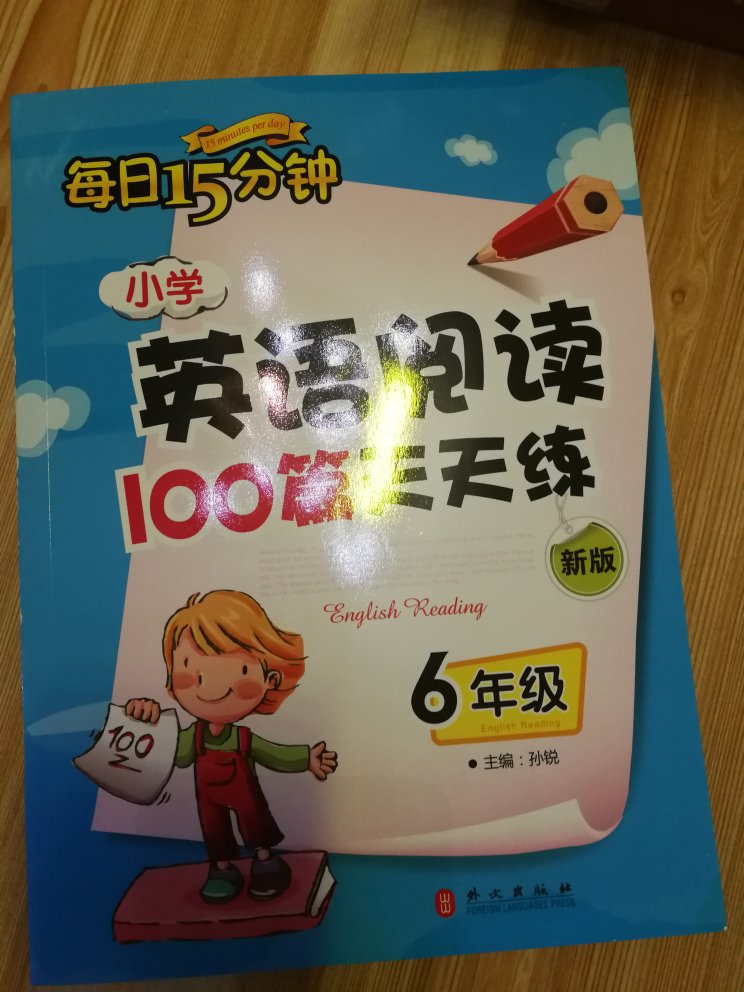 15 minutes per day
每日15分钟
小学
英语阅读
100篇天天练
新版
English Reading
6年级
English Reading
• 主编：孙锐
100
外文出版社
FOREIGN LANGUAGES PRESS